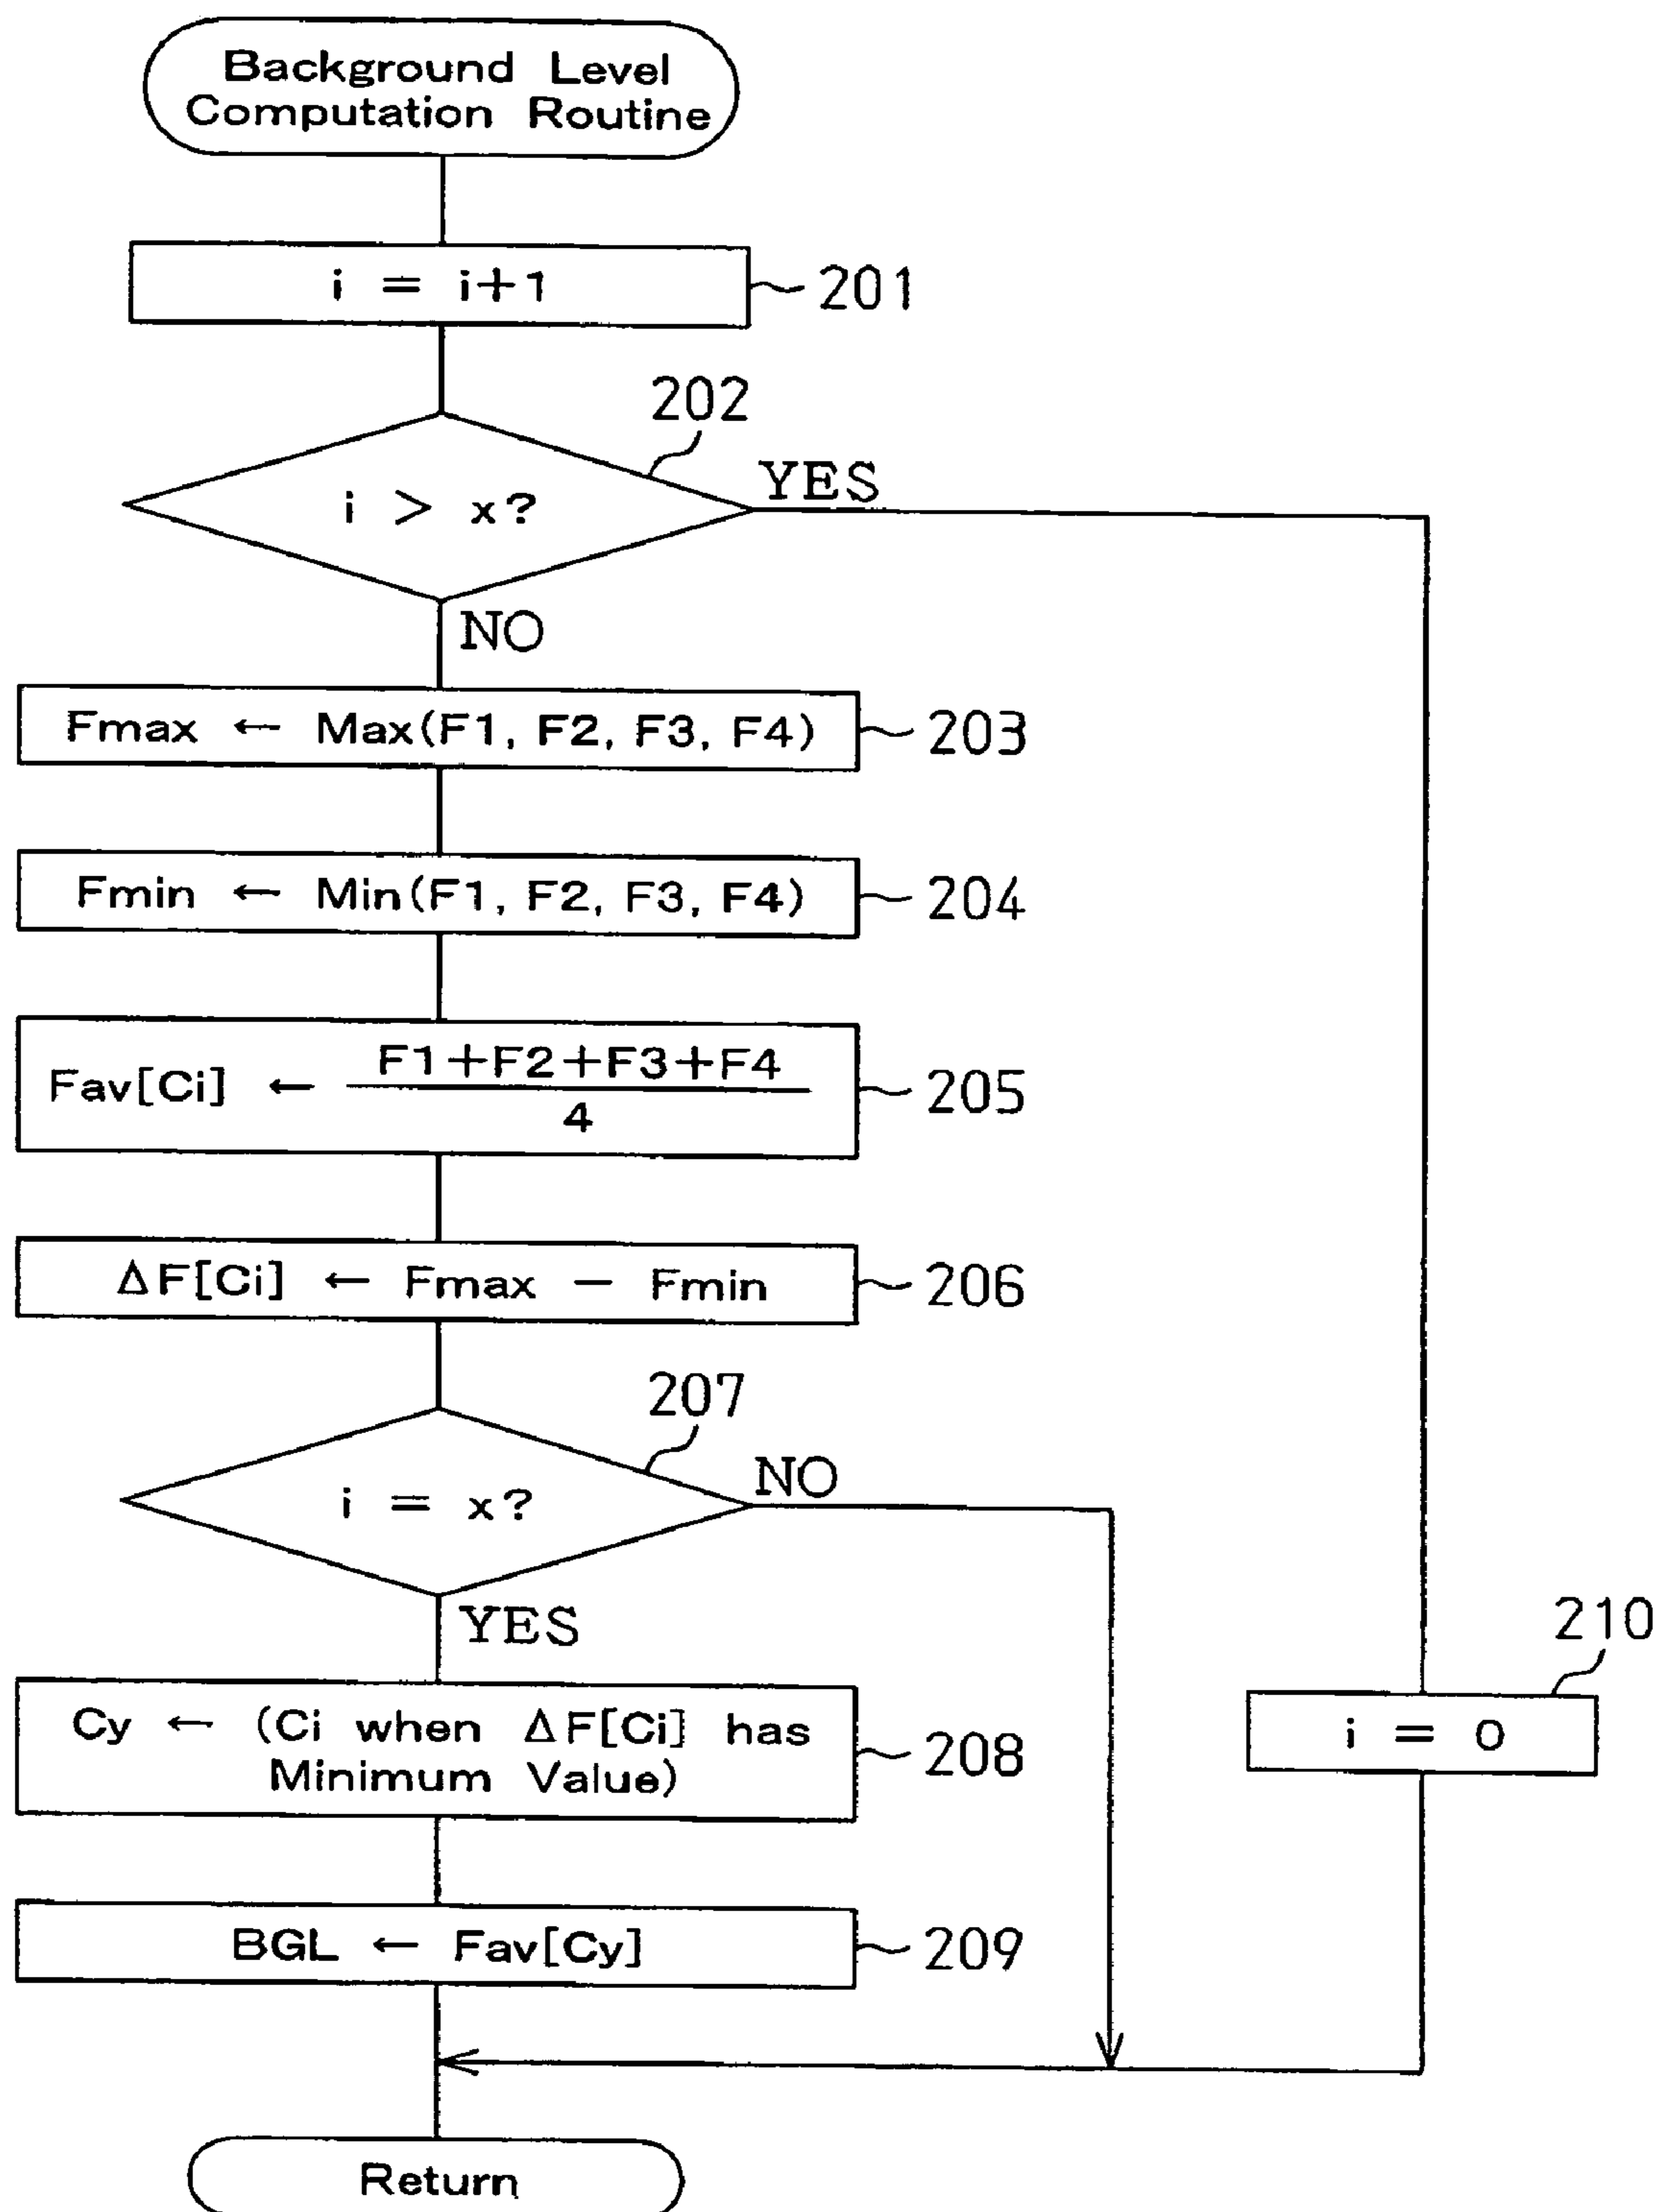 Background Level
Computation Routine
i = i+1
201
202
i > x?
YES
NO
Fmax ← Max(F1, F2, F3, F4)
203
Fmin ← Min(F1, F2, F3, F4)
204
Fav[Ci] ← F1+F2+F3+F4
4
205
ΔF[Ci] ← Fmax − Fmin
206
207
i = x?
NO
YES
210
Cy ← (Ci when ΔF[Ci] has
Minimum Value)
208
i = 0
BGL ← Fav[Cy]
209
Return